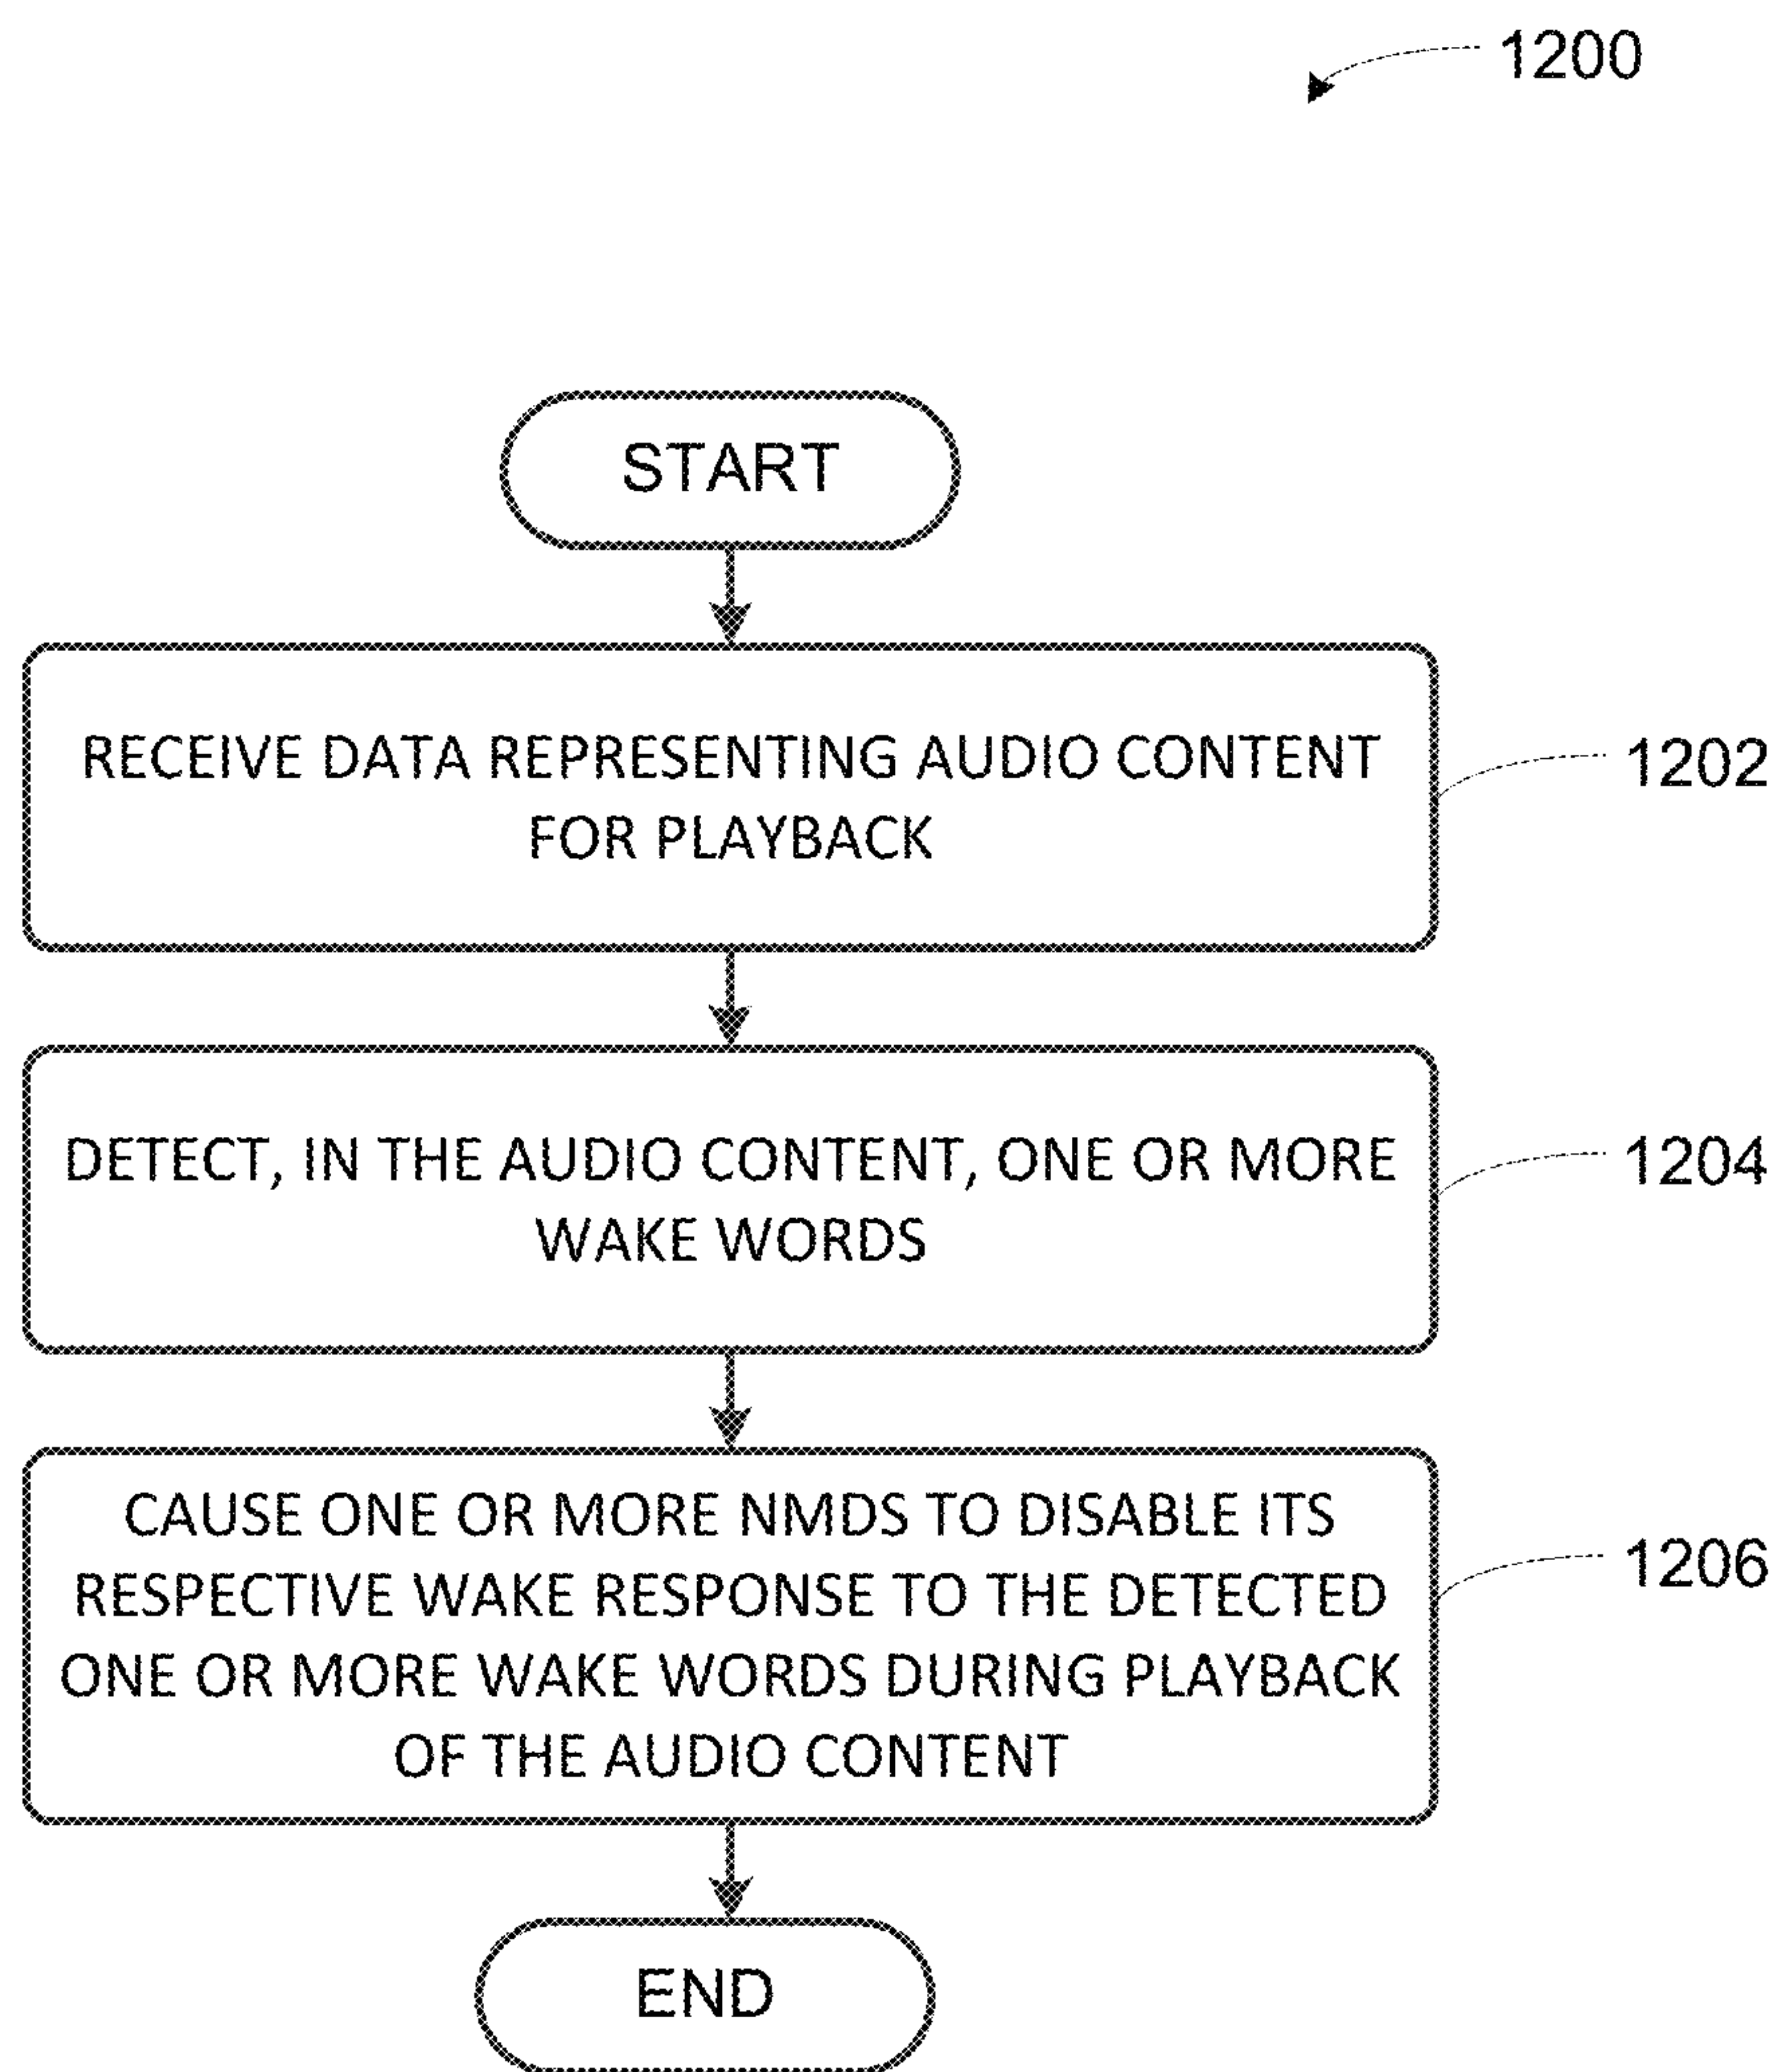 1200
START
RECEIVE DATA REPRESENTING AUDIO CONTENT
FOR PLAYBACK
1202
DETECT, IN THE AUDIO CONTENT, ONE OR MORE
WAKE WORDS
1204
CAUSE ONE OR MORE NMDS TO DISABLE ITS
RESPECTIVE WAKE RESPONSE TO THE DETECTED
ONE OR MORE WAKE WORDS DURING PLAYBACK
OF THE AUDIO CONTENT
1206
END